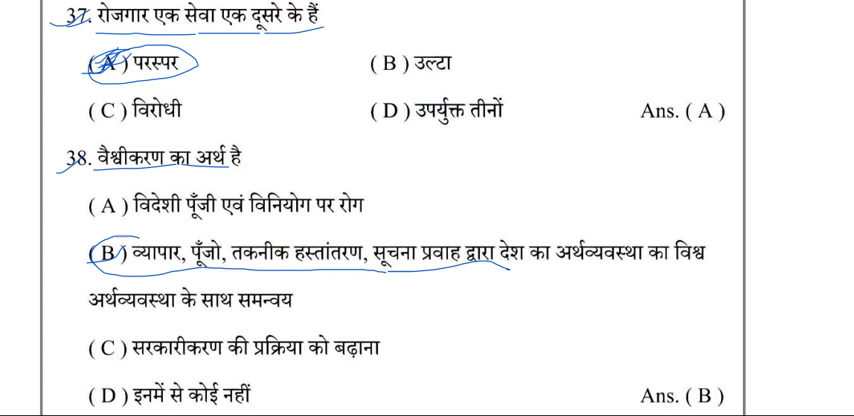 37. रोजगार एक सेवा एक दूसरे के हैं
( A ) परस्पर ( B ) उल्टा
( C ) विरोधी ( D ) उपर्युक्त तीनों Ans. ( A )
38. वैश्वीकरण का अर्थ है
( A ) विदेशी पूँजी एवं विनियोग पर रोग
( B ) व्यापार, पूँजो, तकनीक हस्तांतरण, सूचना प्रवाह द्वारा देश का अर्थव्यवस्था का विश्व
अर्थव्यवस्था के साथ समन्वय
( C ) सरकारीकरण की प्रक्रिया को बढ़ाना
( D ) इनमें से कोई नहीं Ans. ( B )